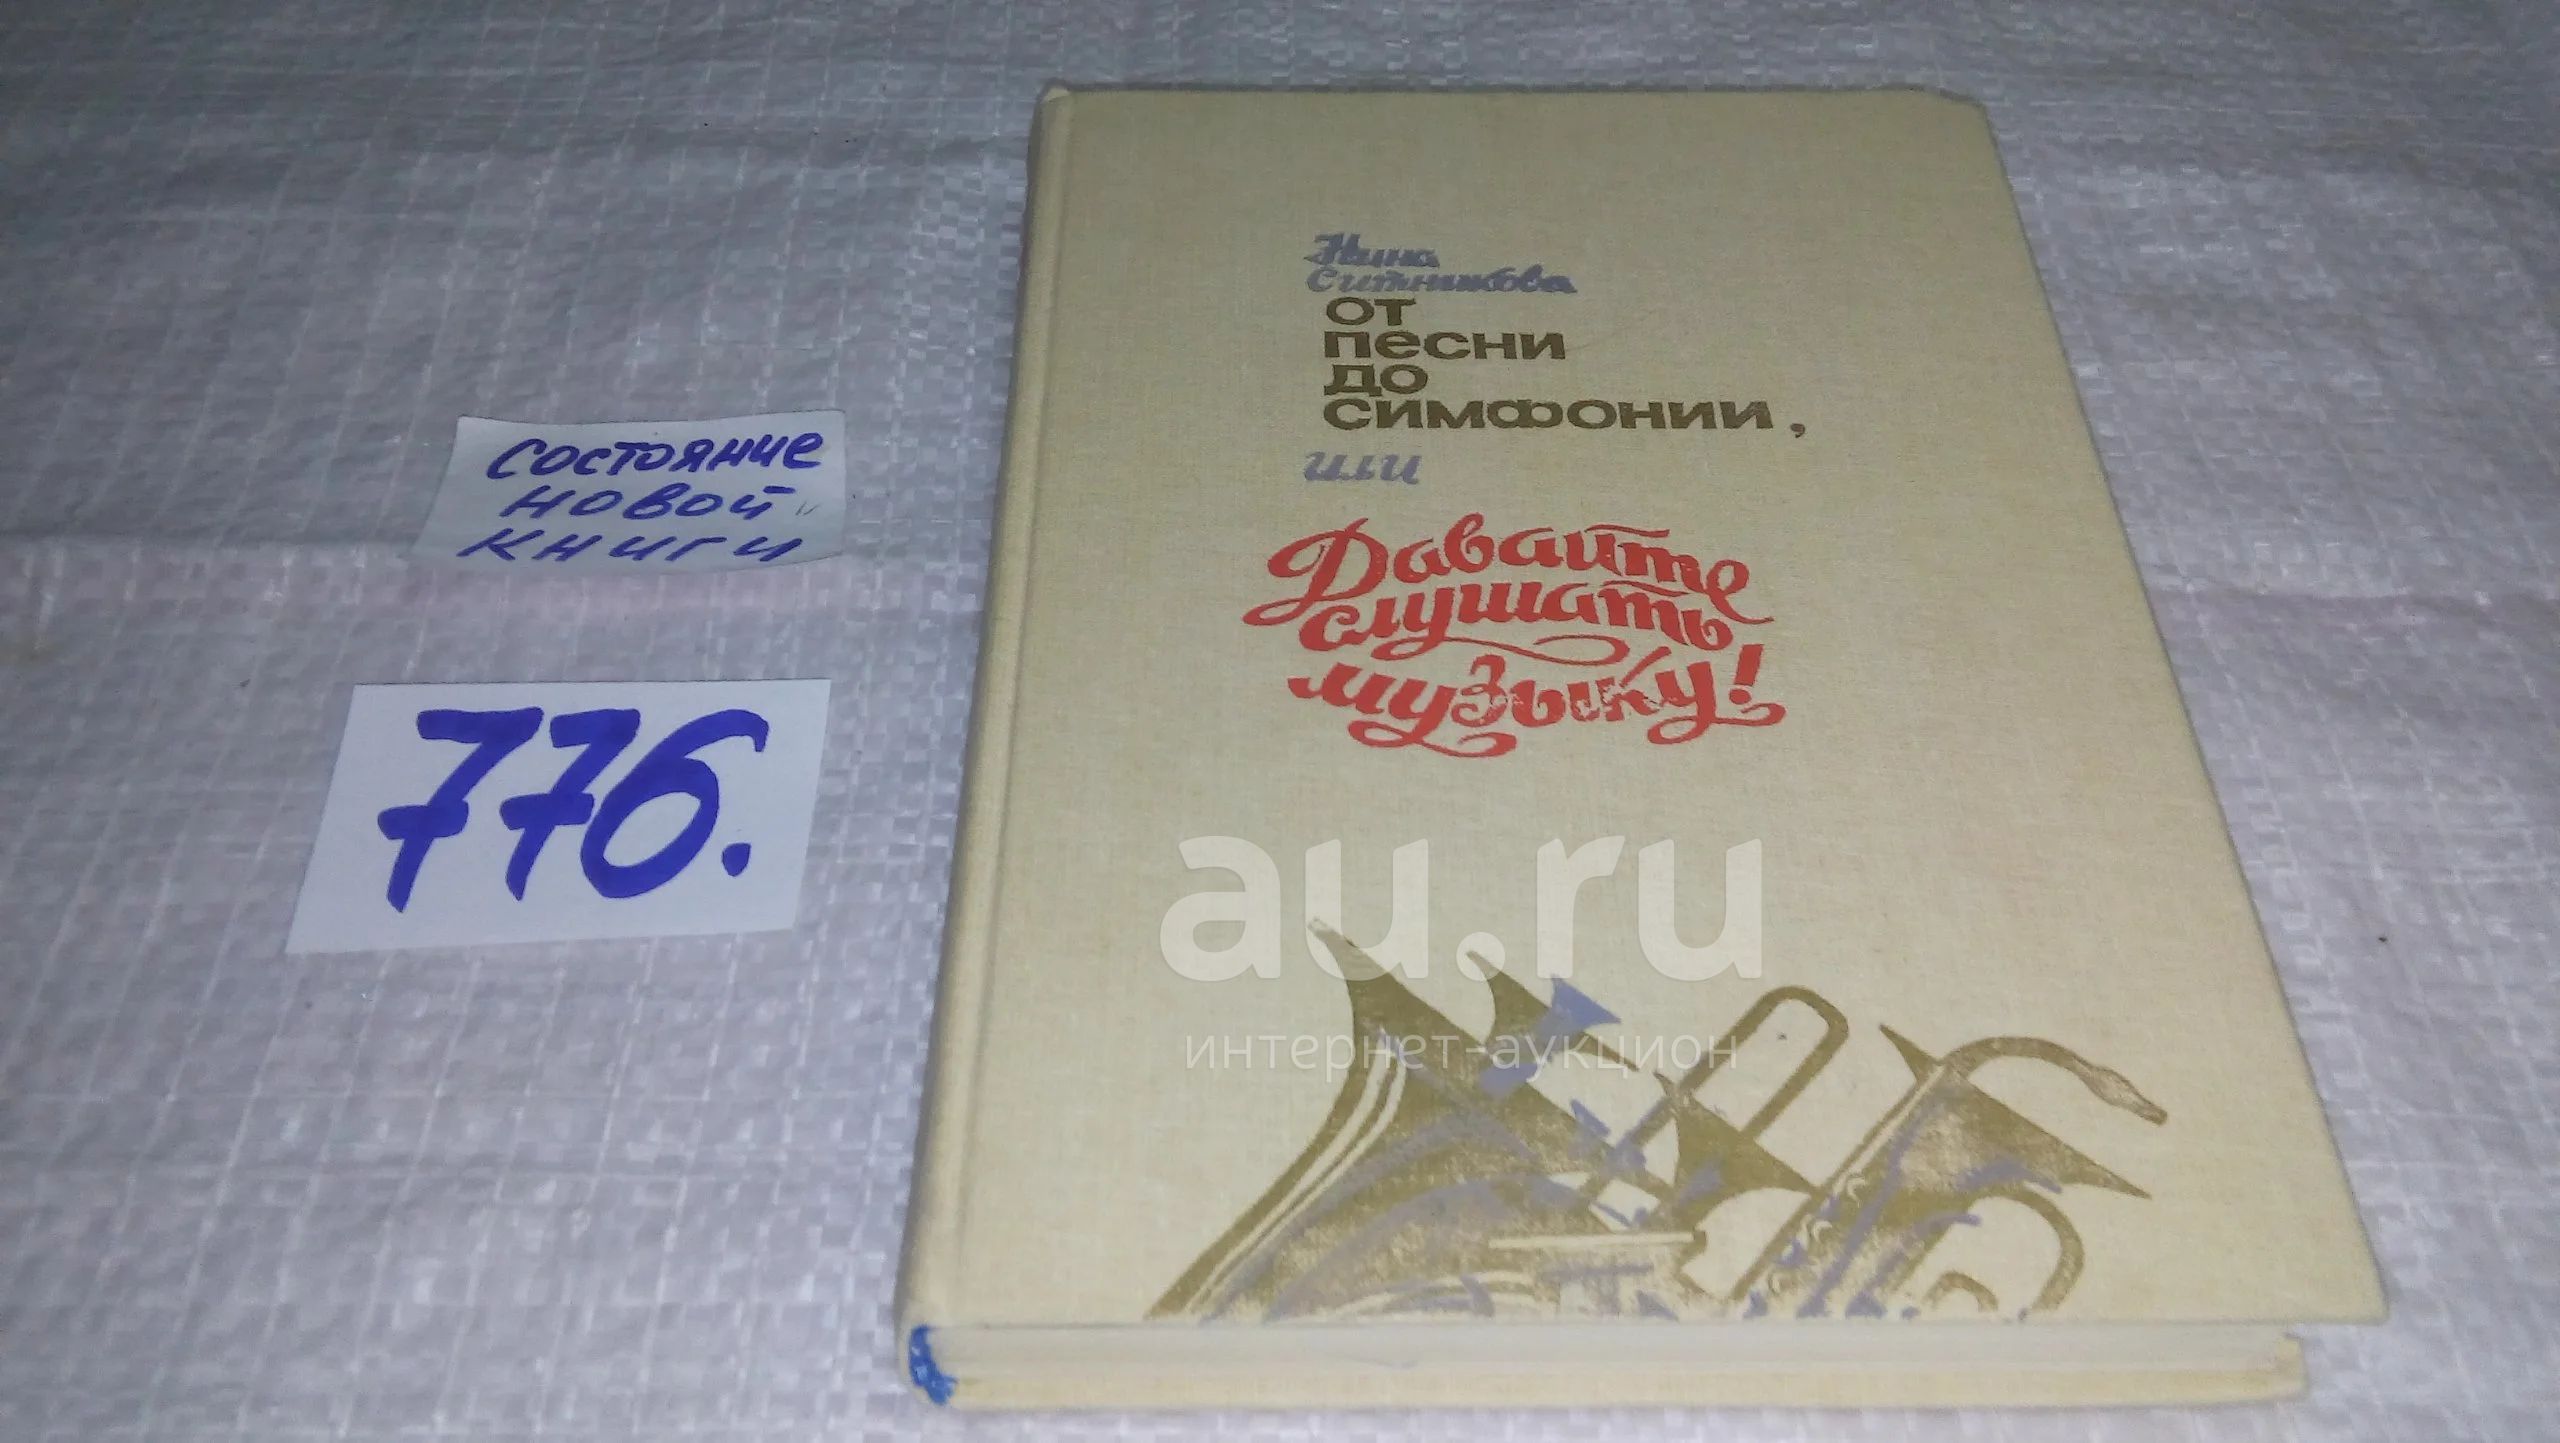 состояние
новой
книги
776.
Нина
Ситникова
от
песни
до
симфонии,
или
Давайте
слушать
музыку!
au.ru
интернет-аукцион